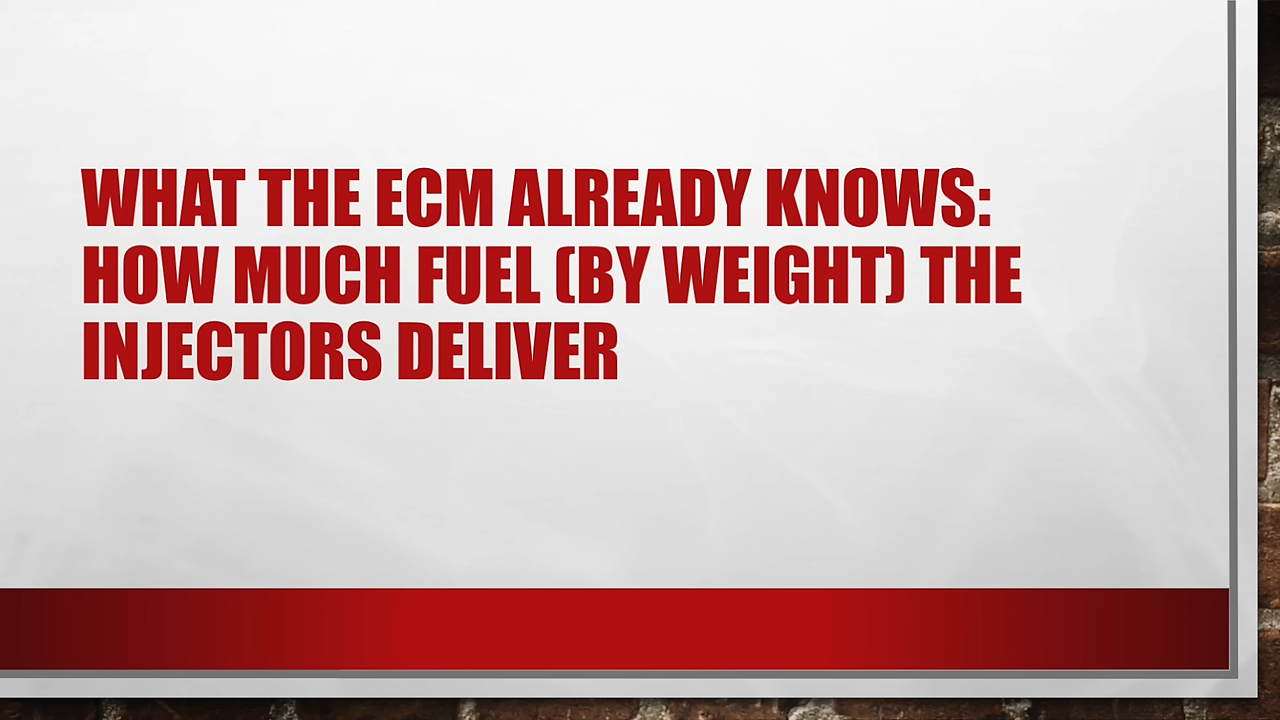 WHAT THE ECM ALREADY KNOWS:
HOW MUCH FUEL (BY WEIGHT) THE
INJECTORS DELIVER